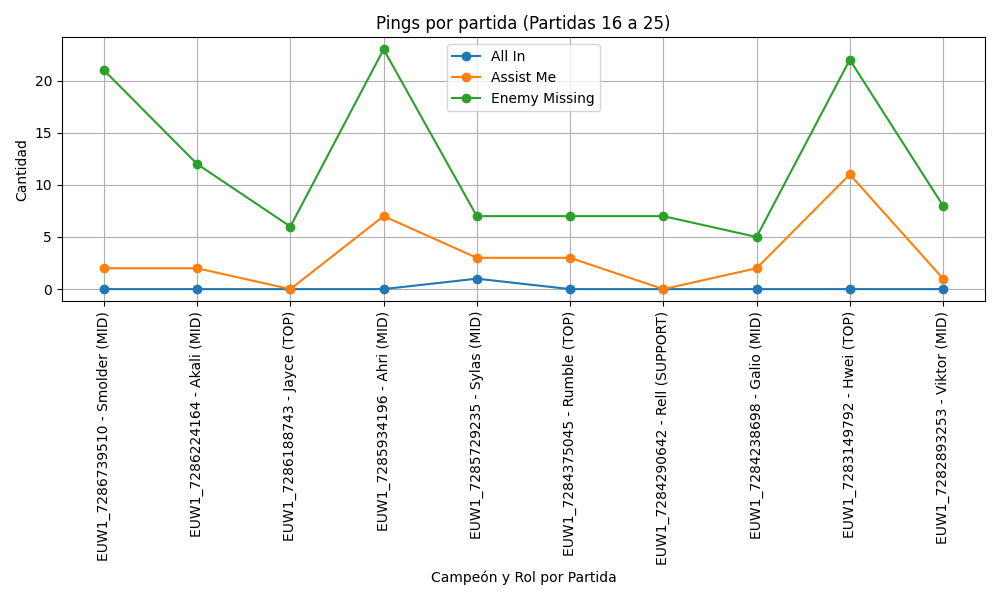 Pings por partida (Partidas 16 a 25)
All In
Assist Me
Enemy Missing
Cantidad
20
15
10
5
0
EUW1_7286739510 - Smolder (MID)
EUW1_7286224164 - Akali (MID)
EUW1_7286188743 - Jayce (TOP)
EUW1_7285934196 - Ahri (MID)
EUW1_7285729235 - Sylas (MID)
EUW1_7284375045 - Rumble (TOP)
EUW1_7284290642 - Rell (SUPPORT)
EUW1_7284238698 - Galio (MID)
EUW1_7283149792 - Hwei (TOP)
EUW1_7282893253 - Viktor (MID)
Campeón y Rol por Partida